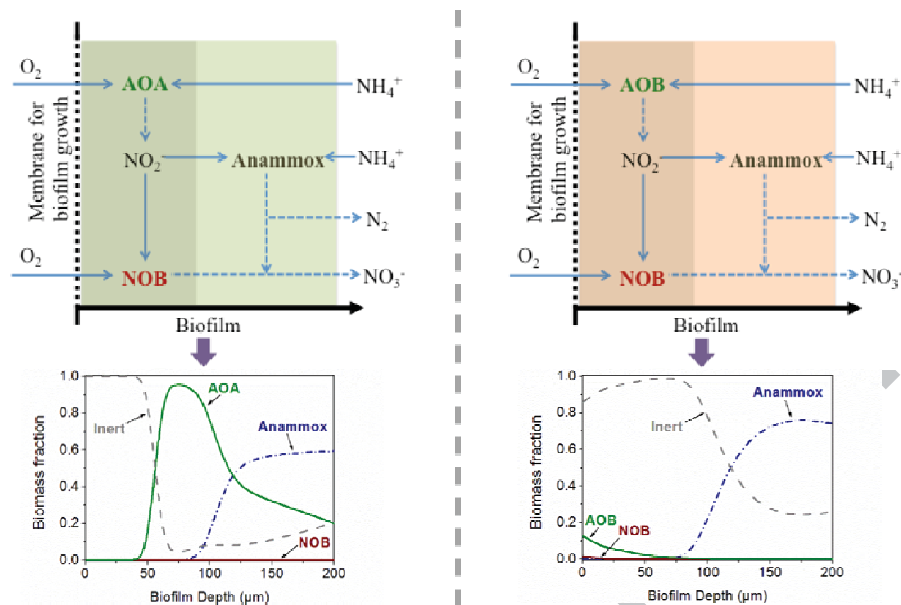 O₂
AOA
NH₄⁺
Membrane for
biofilm growth
NO₂
Anammox
NH₄⁺
N₂
O₂
NOB
NO₃⁻
Biofilm
O₂
AOB
NH₄⁺
Membrane for
biofilm growth
NO₂
Anammox
NH₄⁺
N₂
O₂
NOB
NO₃⁻
Biofilm
1.0
0.8
0.6
0.4
0.2
0.0
Biomass fraction
Inert
AOA
Anammox
NOB
0
50
100
150
200
Biofilm Depth (µm)
1.0
0.8
0.6
0.4
0.2
0.0
Biomass fraction
Inert
Anammox
AOB
NOB
0
50
100
150
200
Biofilm Depth (µm)